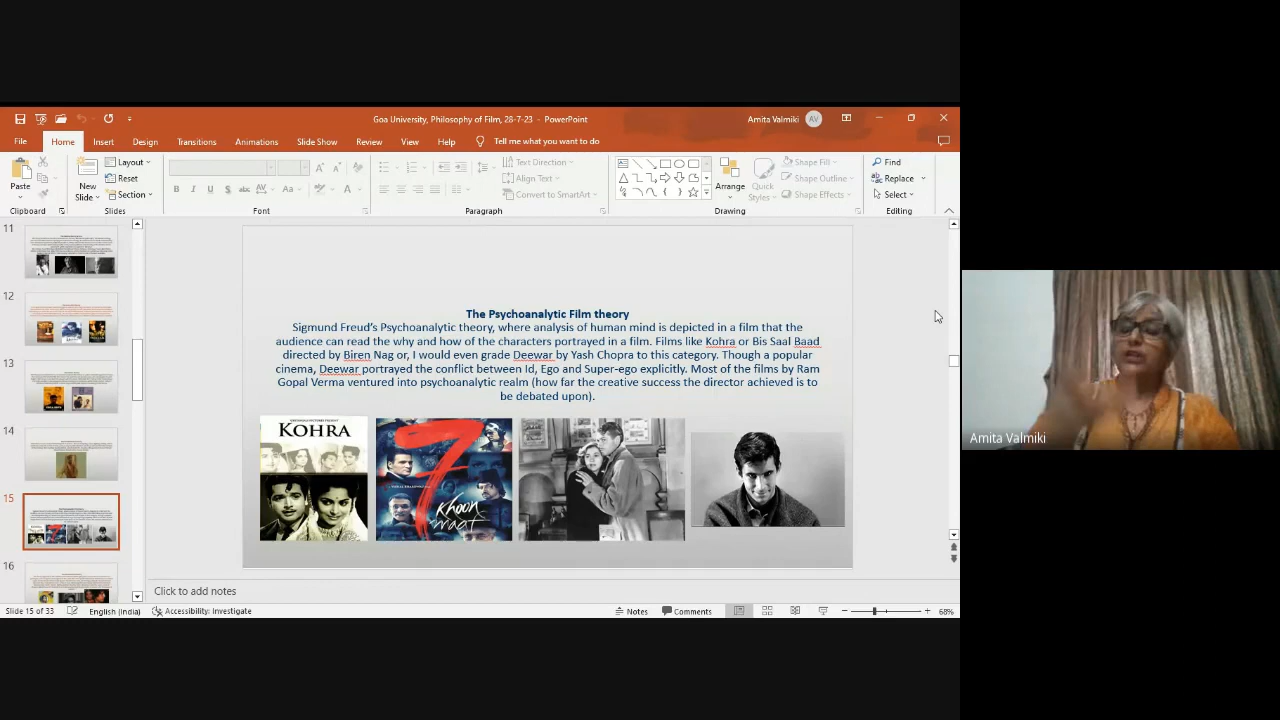 Goa University, Philosophy of Film, 28-7-23 - PowerPoint
Amita Valmiki
AV
File Home Insert Design Transitions Animations Slide Show Review View Help Tell me what you want to do
Paste
New
Slide
Layout
Reset
Section
B I U S abc AV Aa A
Text Direction
Align Text
Convert to SmartArt
Arrange
Quick
Styles
Shape Fill
Shape Outline
Shape Effects
Find
Replace
Select
Clipboard Slides Font Paragraph Drawing Editing
11
12
13
14
15
16
The Psychoanalytic Film theory
Sigmund Freud's Psychoanalytic theory, where analysis of human mind is depicted in a film that the
audience can read the why and how of the characters portrayed in a film. Films like Kohra or Bis Saal Baad
directed by Biren Nag or, I would even grade Deewar by Yash Chopra to this category. Though a popular
cinema, Deewar portrayed the conflict between Id, Ego and Super-ego explicitly. Most of the films by Ram
Gopal Verma ventured into psychoanalytic realm (how far the creative success the director achieved is to
be debated upon).
KOHRA
7
Khoon
maaf
Amita Valmiki
Click to add notes
Slide 15 of 33 English (India) Accessibility: Investigate Notes Comments 68%